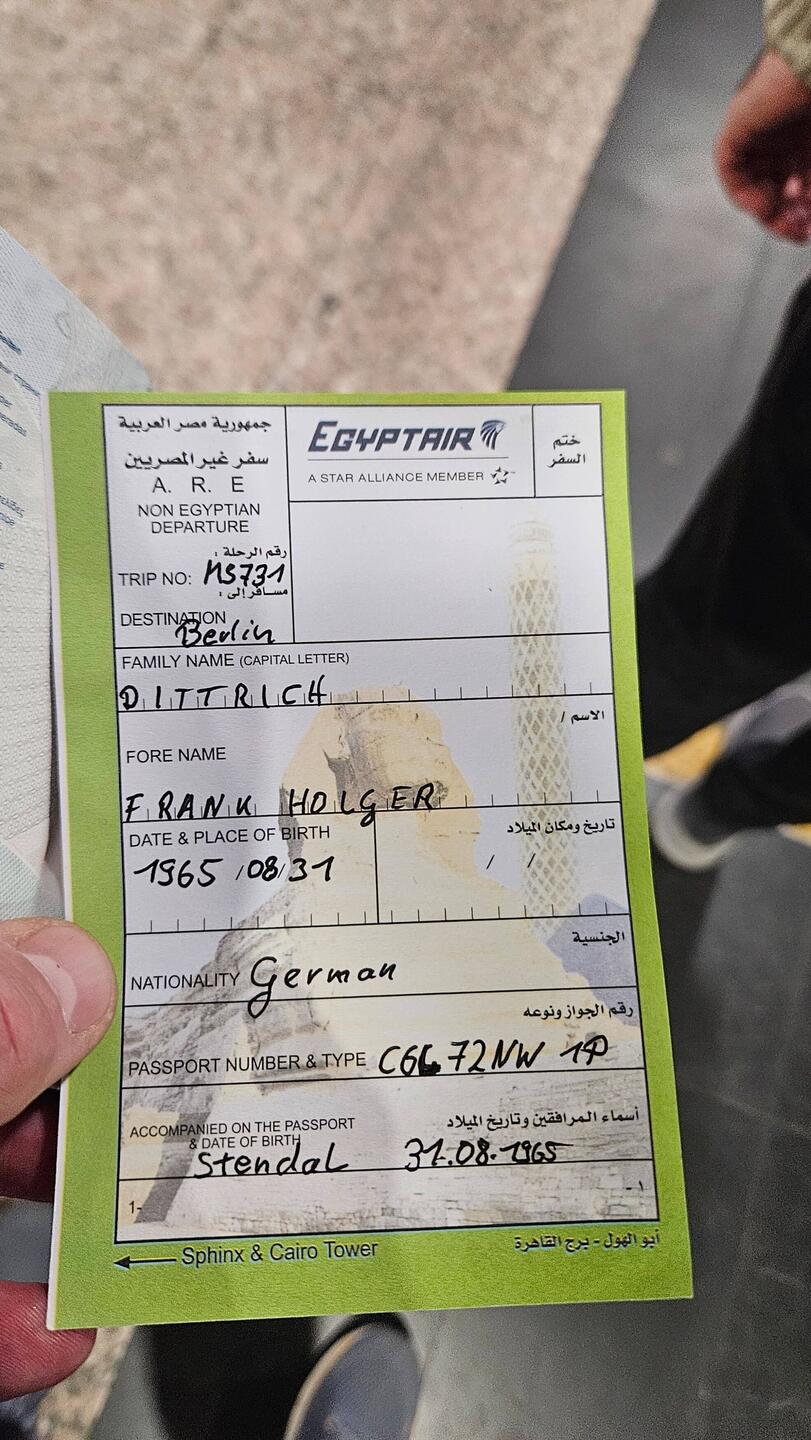 جمهورية مصر العربية
سفر غير المصريين
A. R. E
NON EGYPTIAN
DEPARTURE
رقم الرحلة :
TRIP NO: MS731
مسافر إلى :
DESTINATION
Berlin
EGYPTAIR
A STAR ALLIANCE MEMBER
ختم
السفر
FAMILY NAME (CAPITAL LETTER)
DITTRICH
الاسم /
FORE NAME
FRANK HOLGER
DATE & PLACE OF BIRTH
تاريخ ومكان الميلاد
1965/08/31
/ /
الجنسية
NATIONALITY German
رقم الجواز ونوعه
PASSPORT NUMBER & TYPE
أسماء المرافقين وتاريخ الميلاد
ACCOMPANIED ON THE PASSPORT
& DATE OF BIRTH
Stendal 31.08.1965
1- ١-
Sphinx & Cairo Tower
أبو الهول - برج القاهرة